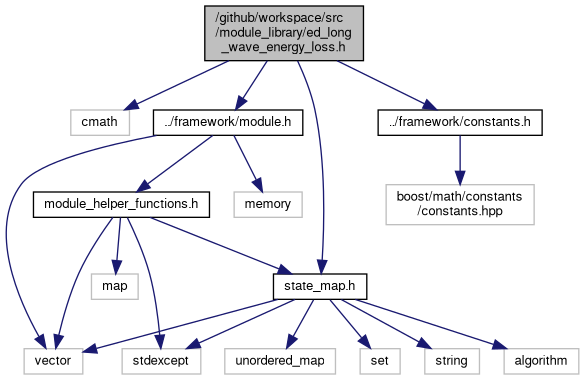 /github/workspace/src
/module_library/ed_long
_wave_energy_loss.h
cmath
../framework/module.h
../framework/constants.h
module_helper_functions.h
memory
boost/math/constants
/constants.hpp
map
state_map.h
vector
stdexcept
unordered_map
set
string
algorithm